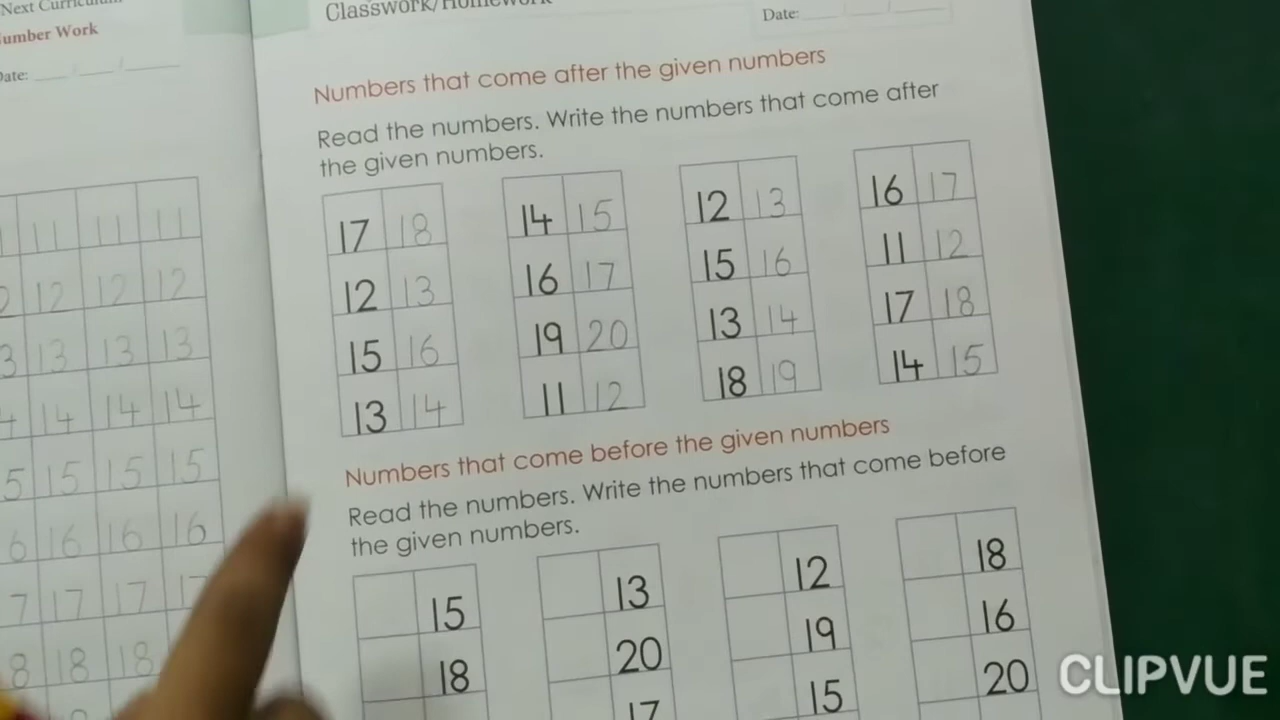 Next Curriculum
Number Work
Date:
11 11 11
12 12 12
13 13 13
14 14 14
15 15 15
16 16 16
17 17
18 18
Classwork/Homework
Date:
Numbers that come after the given numbers
Read the numbers. Write the numbers that come after
the given numbers.
17 18 14 15 12 13 16 17
12 13 16 17 15 16 11 12
15 16 19 20 13 14 17 18
13 14 11 12 18 19 14 15
Numbers that come before the given numbers
Read the numbers. Write the numbers that come before
the given numbers.
15 13 12 18
18 20 19 16
17 15 20
CLIPVUE